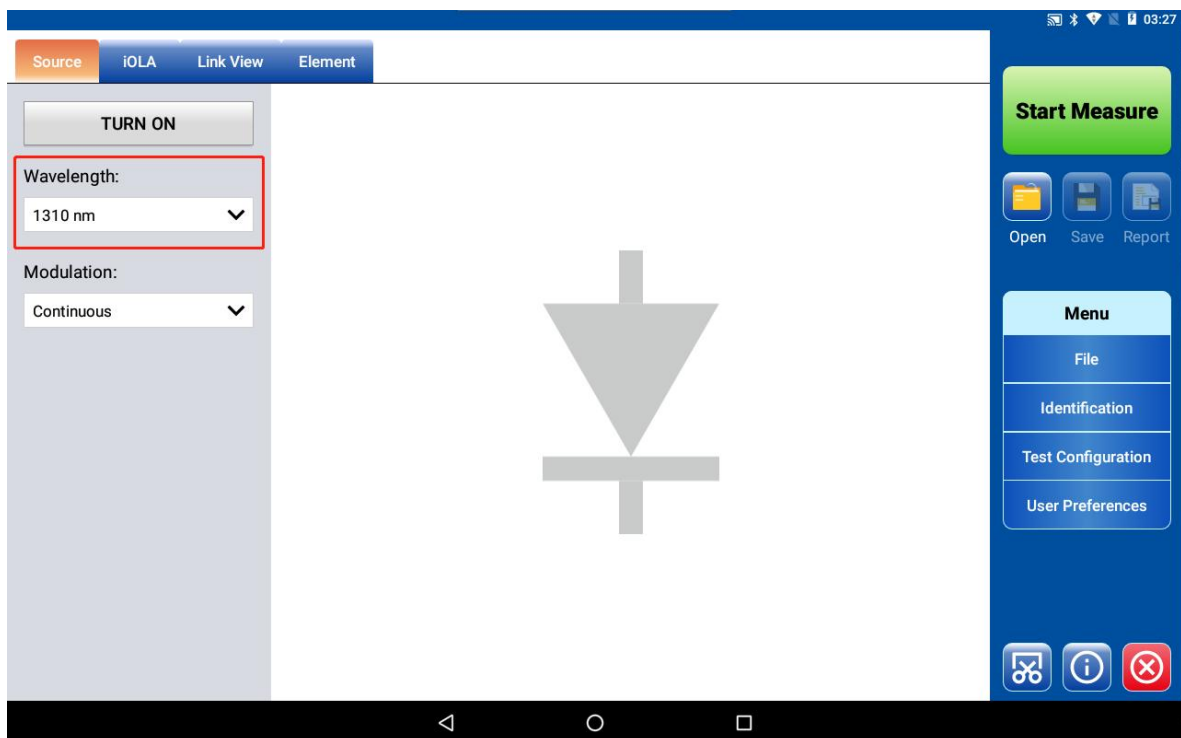 03:27
Source iOLA Link View Element
TURN ON
Wavelength:
1310 nm
Modulation:
Continuous
Start Measure
Open Save Report
Menu
File
Identification
Test Configuration
User Preferences